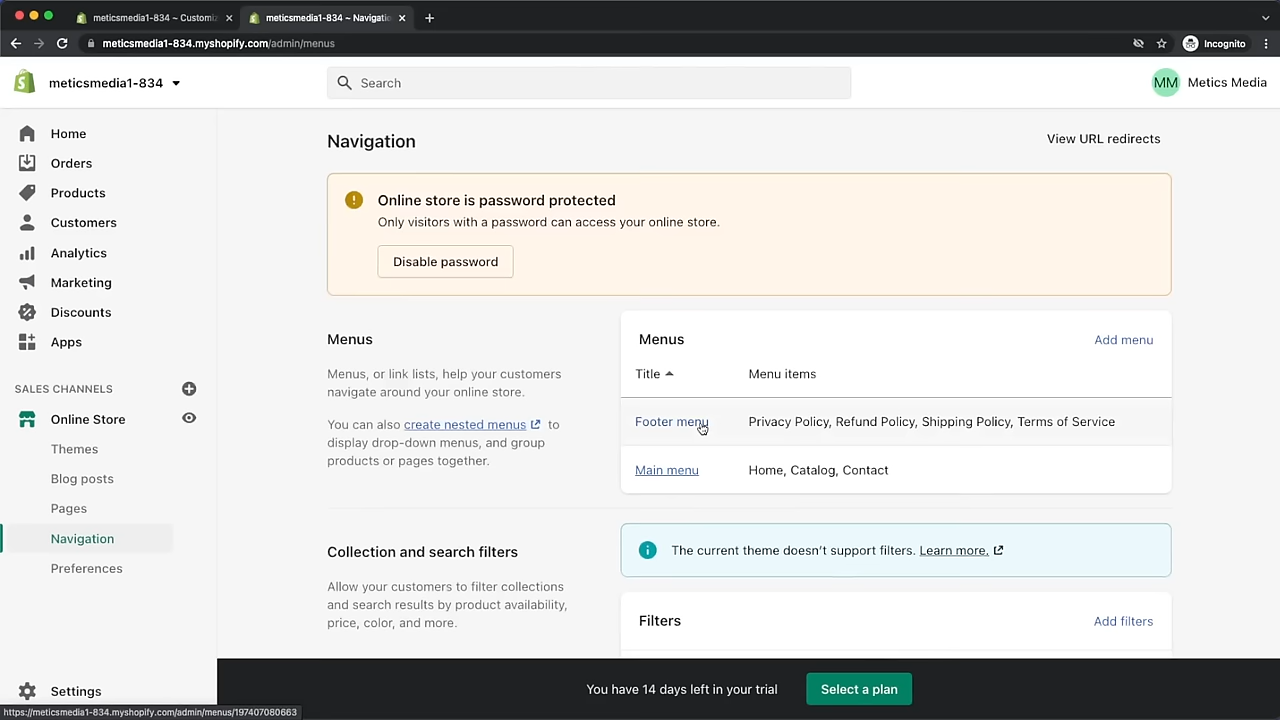 meticsmedia1-834 ~ Customiz
meticsmedia1-834 ~ Navigatio
meticsmedia1-834.myshopify.com/admin/menus
Incognito
meticsmedia1-834
Search
MM Metics Media
Home
Orders
Products
Customers
Analytics
Marketing
Discounts
Apps
SALES CHANNELS
Online Store
Themes
Blog posts
Pages
Navigation
Preferences
Settings
Navigation
View URL redirects
Online store is password protected
Only visitors with a password can access your online store.
Disable password
Menus
Menus, or link lists, help your customers
navigate around your online store.
You can also create nested menus to
display drop-down menus, and group
products or pages together.
Menus
Add menu
Title Menu items
Footer menu Privacy Policy, Refund Policy, Shipping Policy, Terms of Service
Main menu Home, Catalog, Contact
Collection and search filters
Allow your customers to filter collections
and search results by product availability,
price, color, and more.
The current theme doesn't support filters. Learn more.
Filters
Add filters
You have 14 days left in your trial
Select a plan
https://meticsmedia1-834.myshopify.com/admin/menus/197407080663